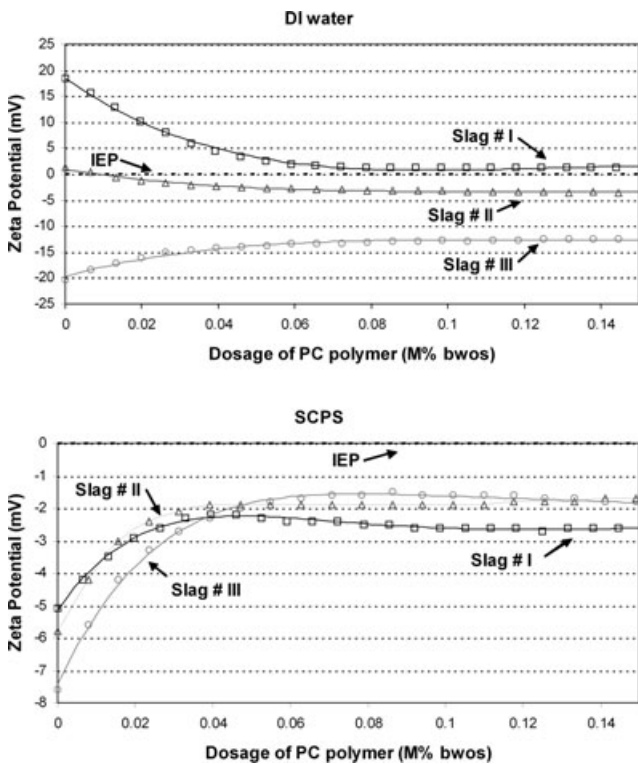 DI water
25
20
15
10
5
0
-5
-10
-15
-20
-25
Zeta Potential (mV)
IEP
Slag # I
Slag # II
Slag # III
0 0.02 0.04 0.06 0.08 0.1 0.12 0.14
Dosage of PC polymer (M% bwos)
SCPS
0
-1
-2
-3
-4
-5
-6
-7
-8
Zeta Potential (mV)
IEP
Slag # II
Slag # I
Slag # III
0 0.02 0.04 0.06 0.08 0.1 0.12 0.14
Dosage of PC polymer (M% bwos)